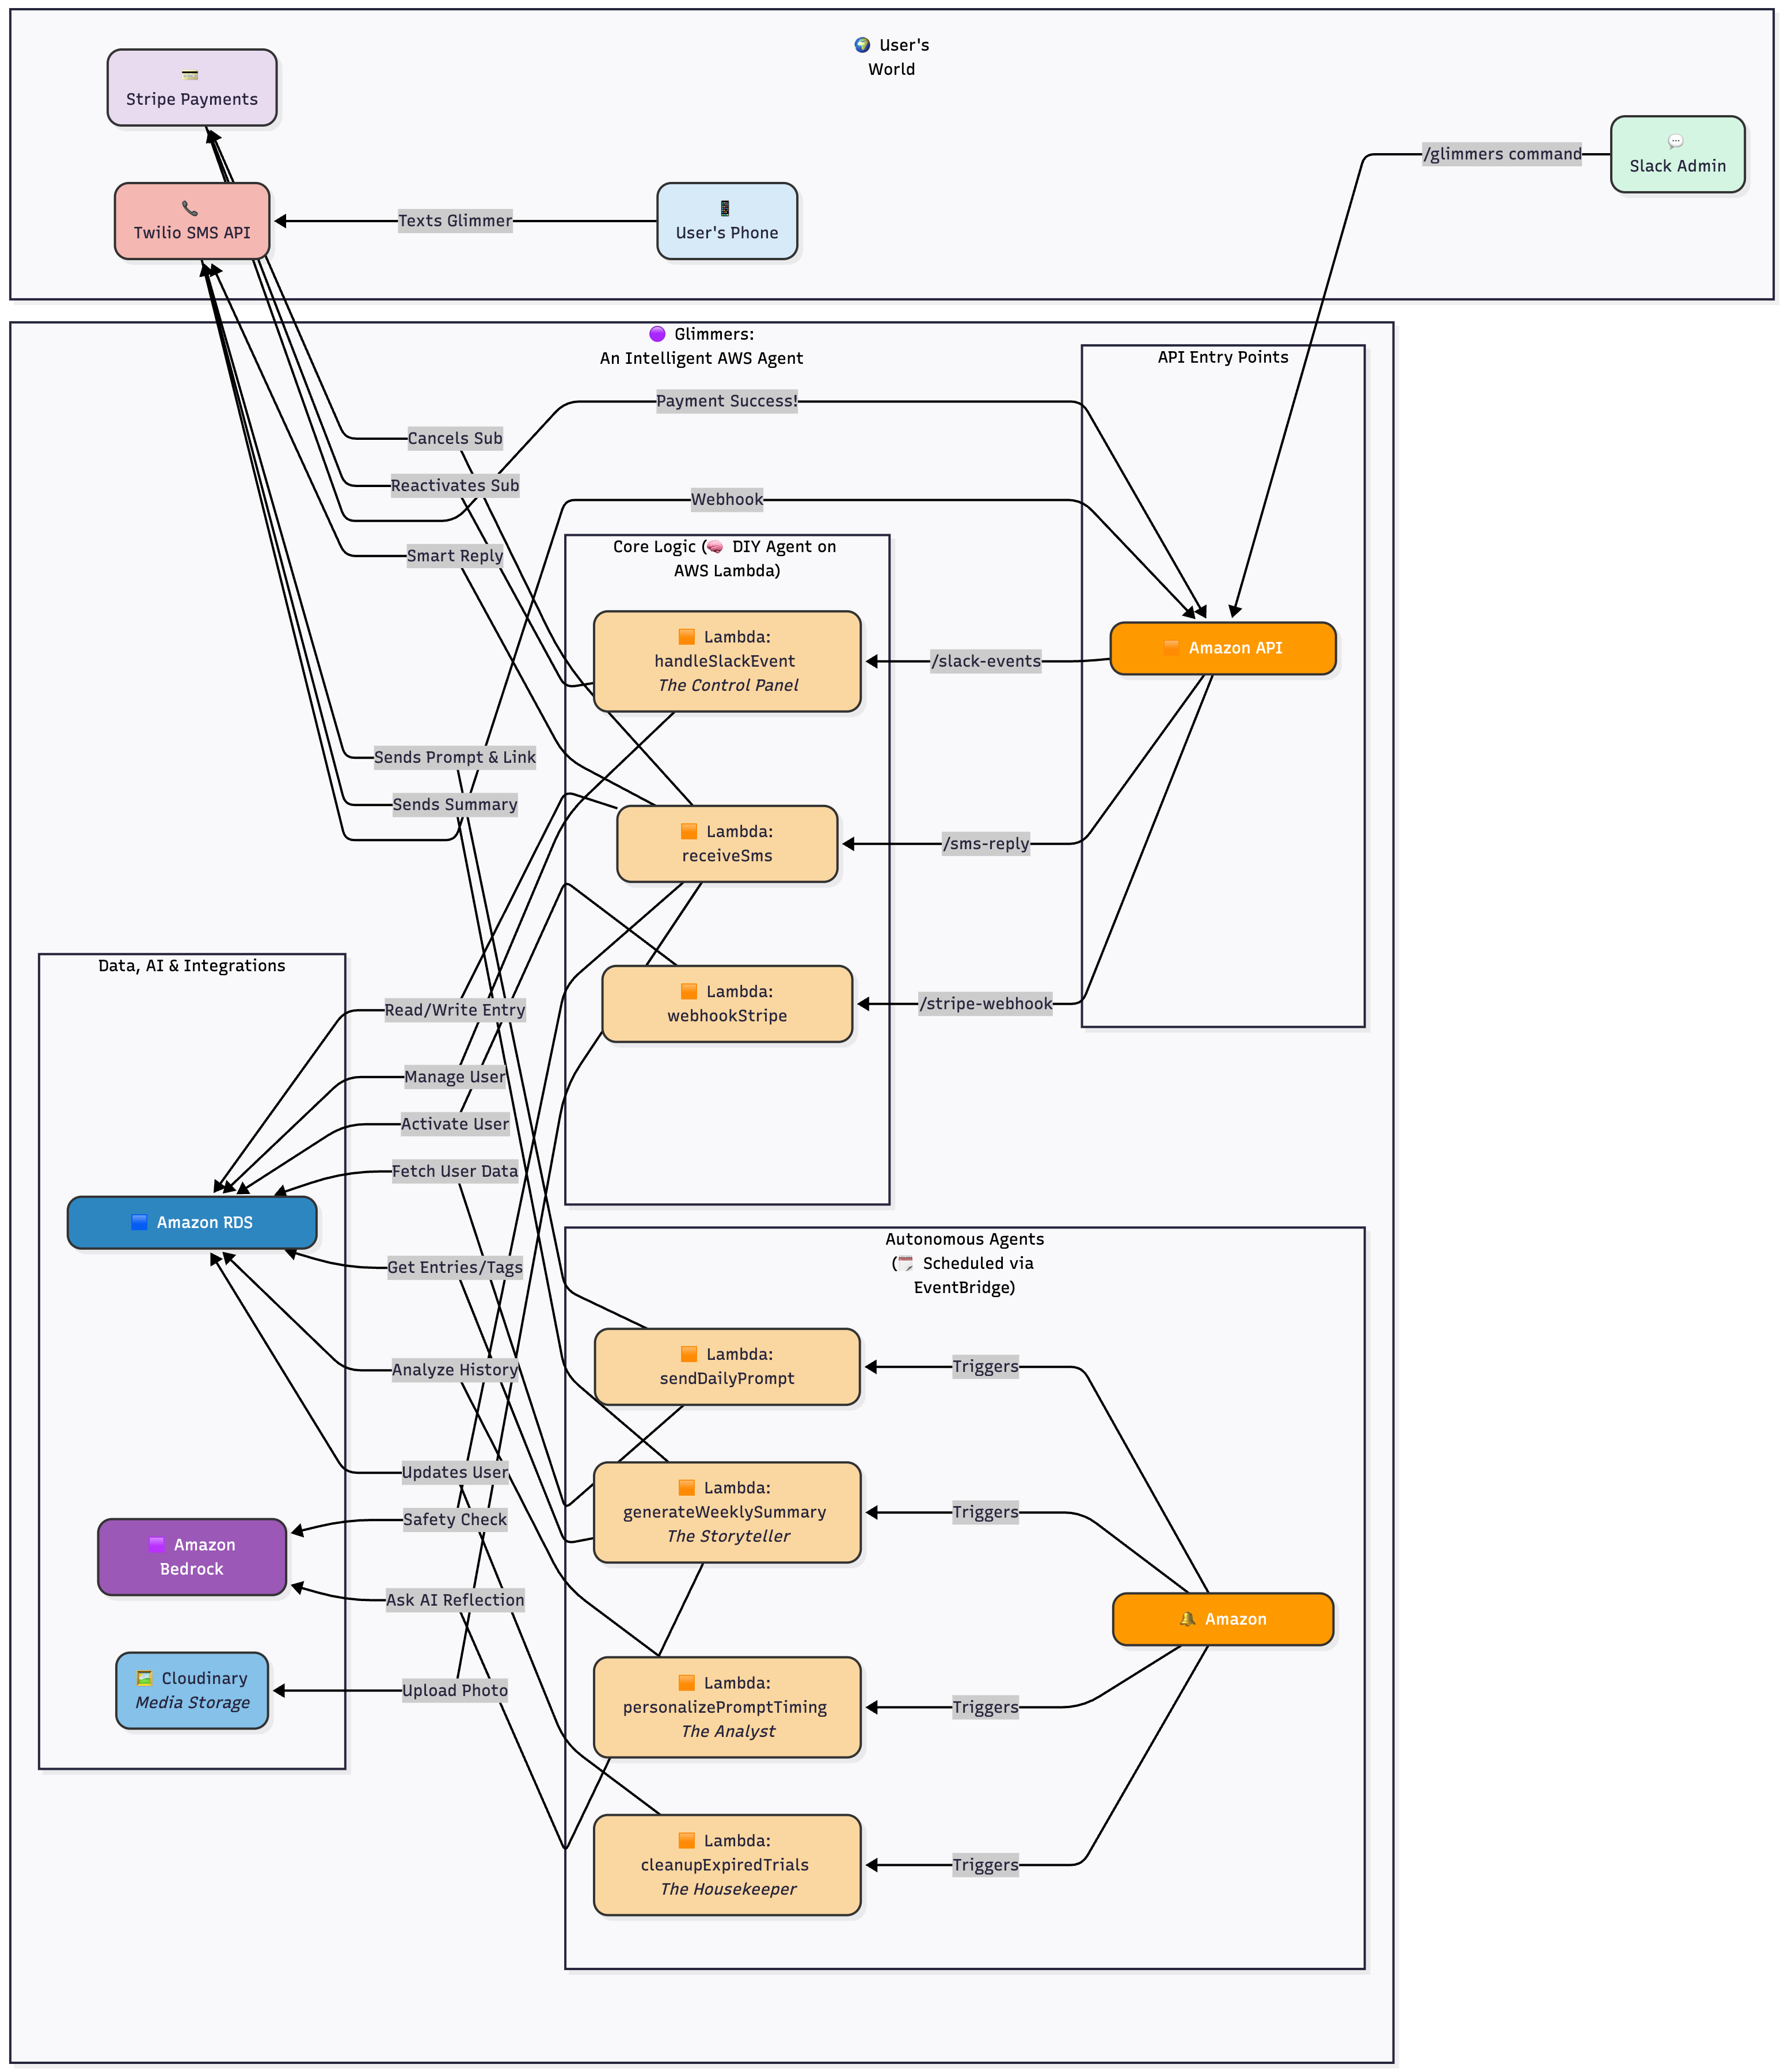 🌍 User's
World
💳
Stripe Payments
💬
Slack Admin
/glimmers command
📞
Twilio SMS API
Texts Glimmer
📱
User's Phone
🟣 Glimmers:
An Intelligent AWS Agent
API Entry Points
Payment Success!
Cancels Sub
Reactivates Sub
Webhook
Smart Reply
Core Logic (🧠 DIY Agent on
AWS Lambda)
🟧 Lambda:
handleSlackEvent
The Control Panel
/slack-events
🟧 Amazon API
Sends Prompt & Link
Sends Summary
🟧 Lambda:
receiveSms
/sms-reply
Data, AI & Integrations
🟧 Lambda:
webhookStripe
/stripe-webhook
Read/Write Entry
Manage User
Activate User
Fetch User Data
🟦 Amazon RDS
Get Entries/Tags
Autonomous Agents
(🗓️ Scheduled via
EventBridge)
Analyze History
🟧 Lambda:
sendDailyPrompt
Triggers
Updates User
🟧 Lambda:
generateWeeklySummary
The Storyteller
Triggers
Safety Check
🟪 Amazon
Bedrock
Ask AI Reflection
🔔 Amazon
🖼️ Cloudinary
Media Storage
Upload Photo
🟧 Lambda:
personalizePromptTiming
The Analyst
Triggers
🟧 Lambda:
cleanupExpiredTrials
The Housekeeper
Triggers